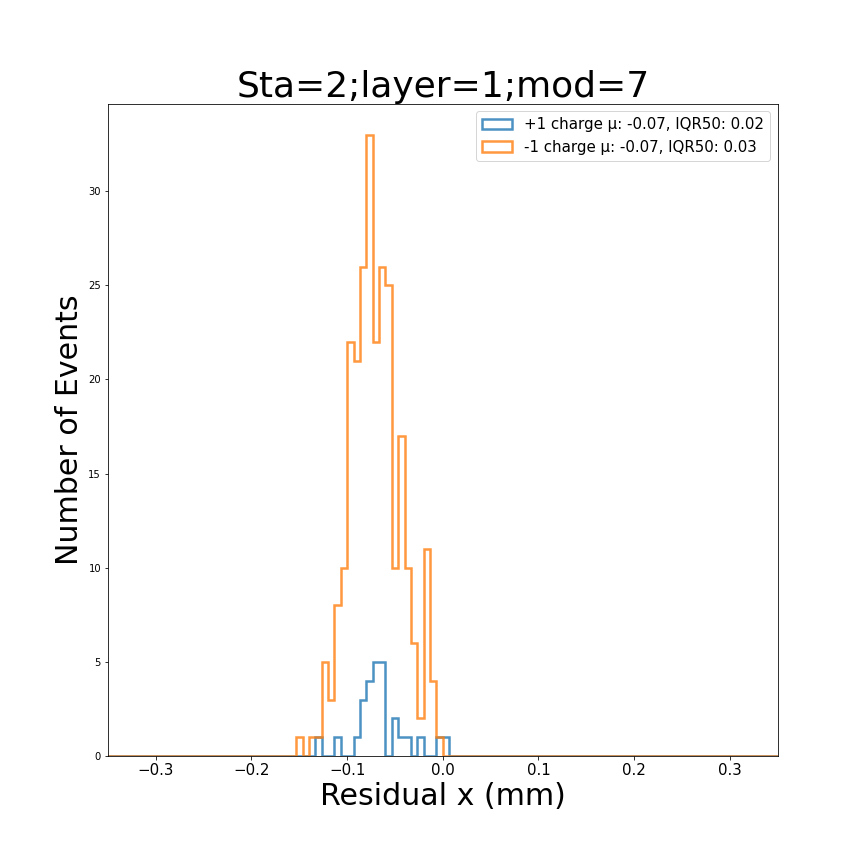 Sta=2;layer=1;mod=7
+1 charge μ: -0.07, IQR50: 0.02
-1 charge μ: -0.07, IQR50: 0.03
Number of Events
30
25
20
15
10
5
0
−0.3 −0.2 −0.1 0.0 0.1 0.2 0.3
Residual x (mm)